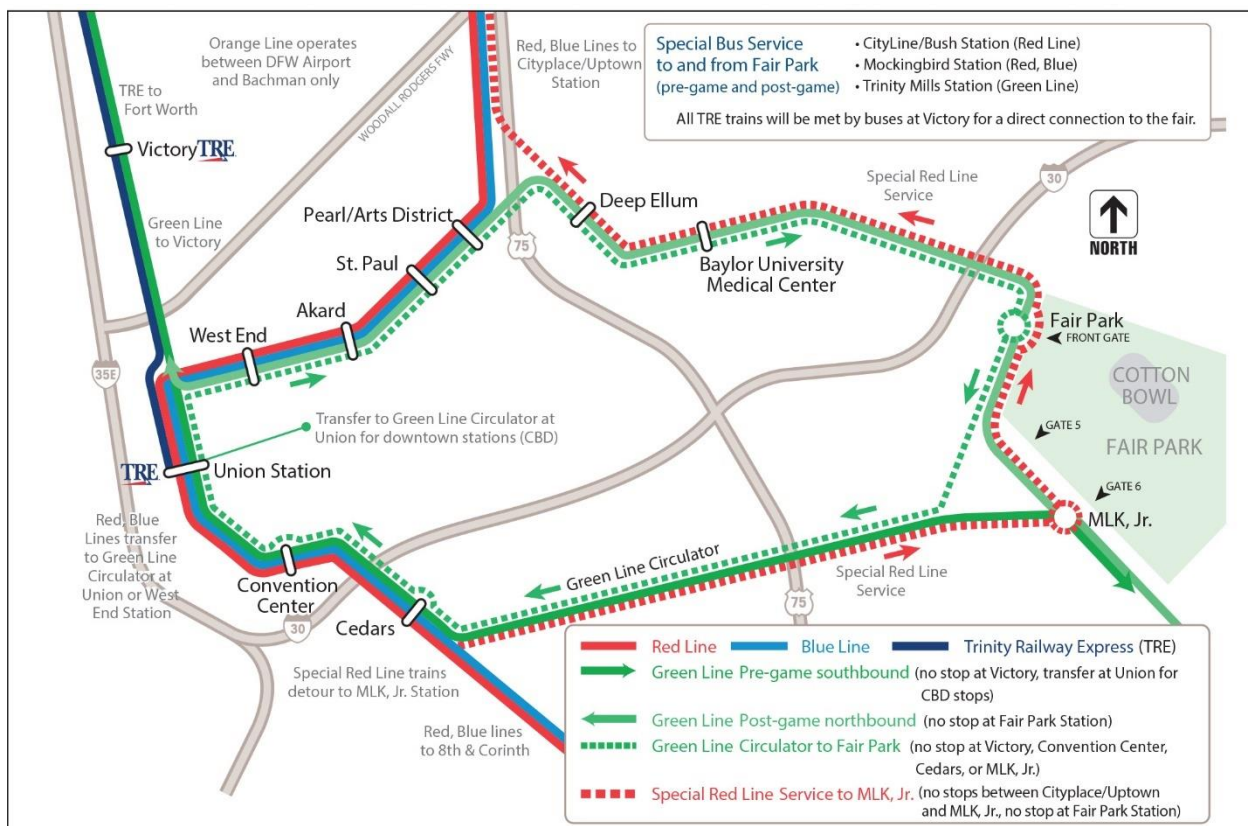 Orange Line operates
between DFW Airport
and Bachman only
WOODALL RODGERS FWY
Red, Blue Lines to
Cityplace/Uptown
Station
Special Bus Service
to and from Fair Park
(pre-game and post-game)
• CityLine/Bush Station (Red Line)
• Mockingbird Station (Red, Blue)
• Trinity Mills Station (Green Line)
All TRE trains will be met by buses at Victory for a direct connection to the fair.
TRE to
Fort Worth
Victory TRE
Green Line
to Victory
Pearl/Arts District
75
Deep Ellum
Special Red Line
Service
30
NORTH
St. Paul
Baylor University
Medical Center
Akard
West End
Fair Park
FRONT GATE
35E
COTTON
BOWL
Transfer to Green Line Circulator at
Union for downtown stations (CBD)
GATE 5
FAIR PARK
TRE
Union Station
GATE 6
MLK, Jr.
Red, Blue
Lines transfer
to Green Line
Circulator at
Union or West
End Station
Convention
Center
Green Line Circulator
Special Red Line
Service
75
30
Cedars
Special Red Line trains
detour to MLK, Jr. Station
Red, Blue lines
to 8th & Corinth
Red Line
Blue Line
Trinity Railway Express (TRE)
Green Line Pre-game southbound (no stop at Victory, transfer at Union for
CBD stops)
Green Line Post-game northbound (no stop at Fair Park Station)
Green Line Circulator to Fair Park (no stop at Victory, Convention Center,
Cedars, or MLK, Jr.)
Special Red Line Service to MLK, Jr. (no stops between Cityplace/Uptown
and MLK, Jr., no stop at Fair Park Station)